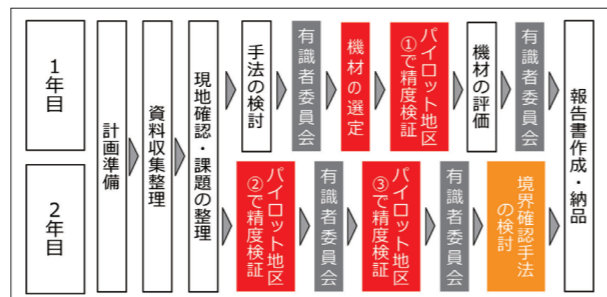 1年目
2年目
計画準備
資料収集整理
現地確認・課題の整理
手法の検討
有識者委員会
機材の選定
パイロット地区
①で精度検証
機材の評価
有識者委員会
パイロット地区
②で精度検証
有識者委員会
パイロット地区
③で精度検証
有識者委員会
境界確認手法
の検討
報告書作成・納品